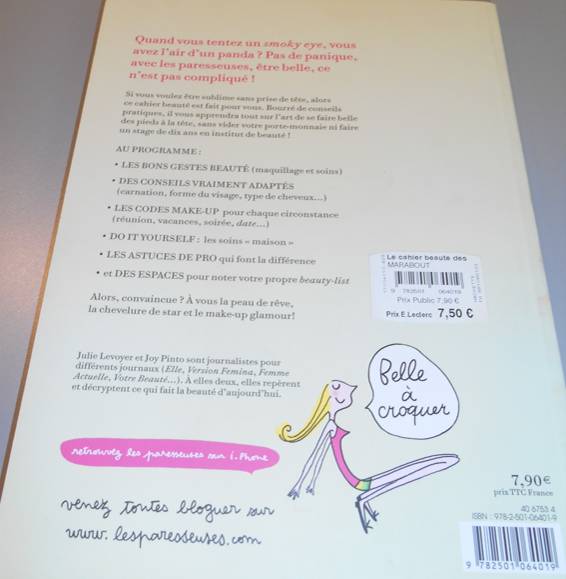 Quand vous tentez un smoky eye, vous
avez l'air d'un panda ? Pas de panique,
avec les paresseuses, être belle, ce
n'est pas compliqué !
Si vous voulez être sublime sans prise de tête, alors
ce cahier beauté est fait pour vous. Bourré de conseils
pratiques, il vous apprendra tout sur l'art de se faire belle
des pieds à la tête, sans vider votre porte-monnaie ni faire
un stage de dix ans en institut de beauté !
AU PROGRAMME :
• LES BONS GESTES BEAUTÉ (maquillage et soins)
• DES CONSEILS VRAIMENT ADAPTÉS
(carnation, forme du visage, type de cheveux...)
• LES CODES MAKE-UP pour chaque circonstance
(réunion, vacances, soirée, date...)
• DO IT YOURSELF : les soins « maison »
• LES ASTUCES DE PRO qui font la différence
• et DES ESPACES pour noter votre propre beauty-list
Alors, convaincue ? À vous la peau de rêve,
la chevelure de star et le make-up glamour!
Le cahier beaute des
MARABOUT
9 782501 064019
Prix Public 7,90 €
Prix E.Leclerc 7,50 €
Julie Levoyer et Joy Pinto sont journalistes pour
différents journaux (Elle, Version Femina, Femme
Actuelle, Votre Beauté...). À elles deux, elles repèrent
et décryptent ce qui fait la beauté d'aujourd'hui.
Belle
à
croquer
retrouvez les paresseuses sur i.Phone
venez toutes bloguer sur
www.lesparesseuses.com
7,90€
prix TTC France
40 6753 4
ISBN : 978-2-501-06401-9
9 782501 064019